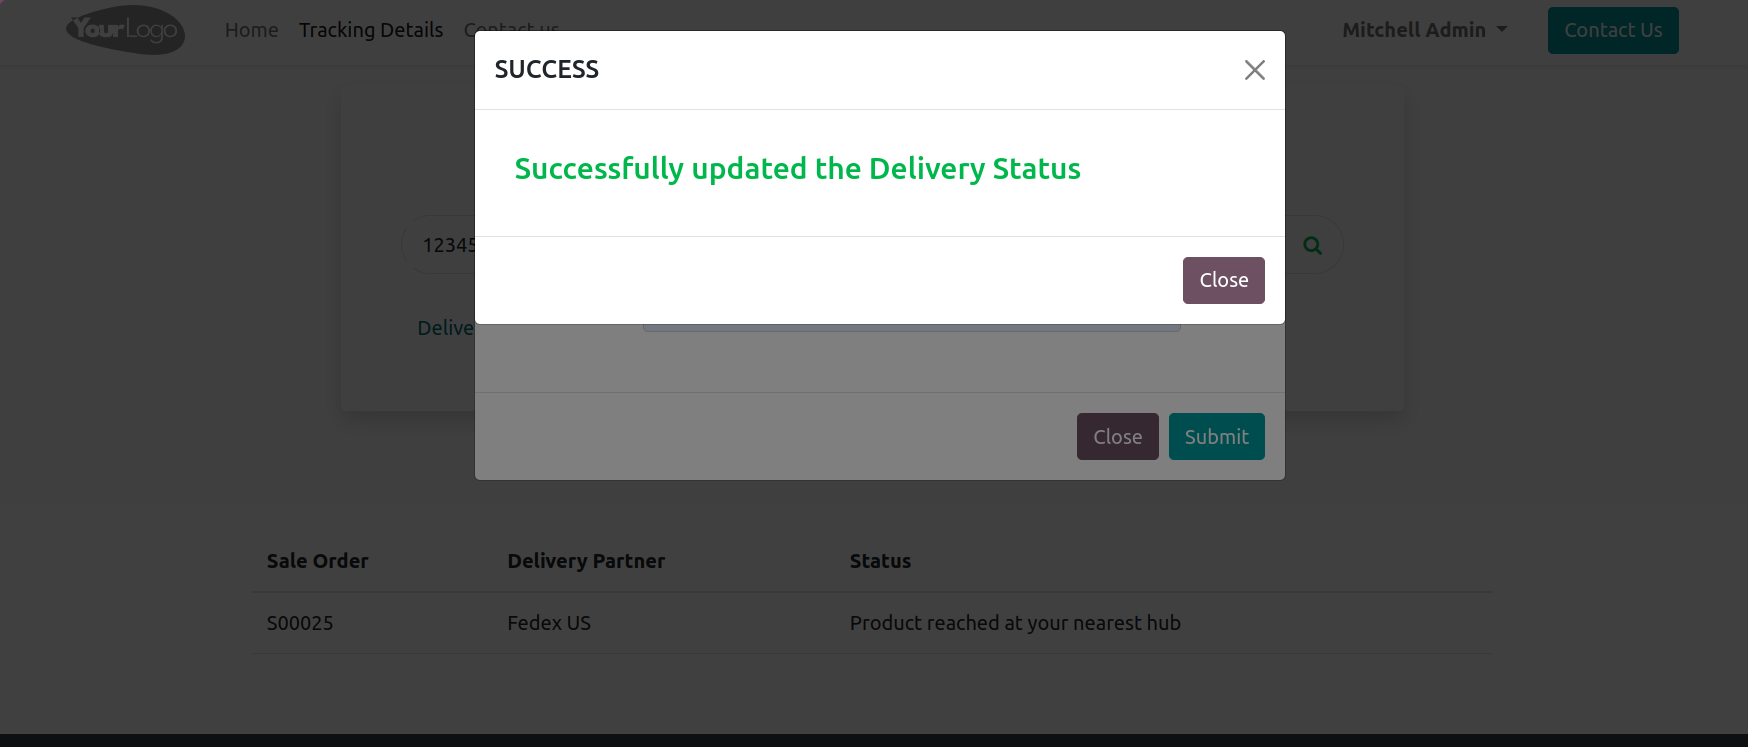 YourLogo Home Tracking Details Contact us Mitchell Admin Contact Us
SUCCESS
Successfully updated the Delivery Status
12345
Close
Close Submit
Sale Order Delivery Partner Status
S00025 Fedex US Product reached at your nearest hub